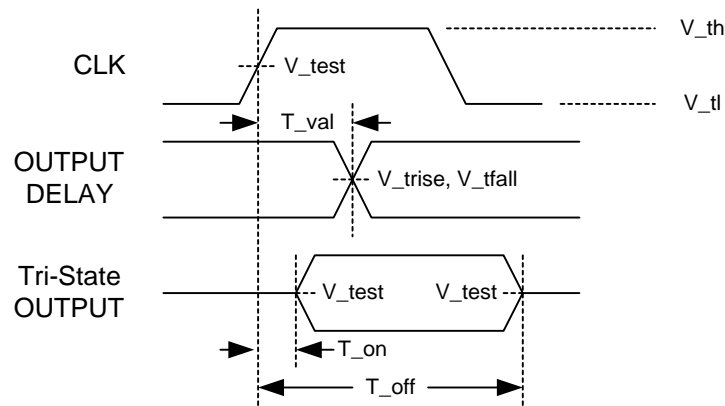 V_th
CLK
V_test
V_tl
T_val
OUTPUT
DELAY
V_trise, V_tfall
Tri-State
OUTPUT
V_test
V_test
T_on
T_off